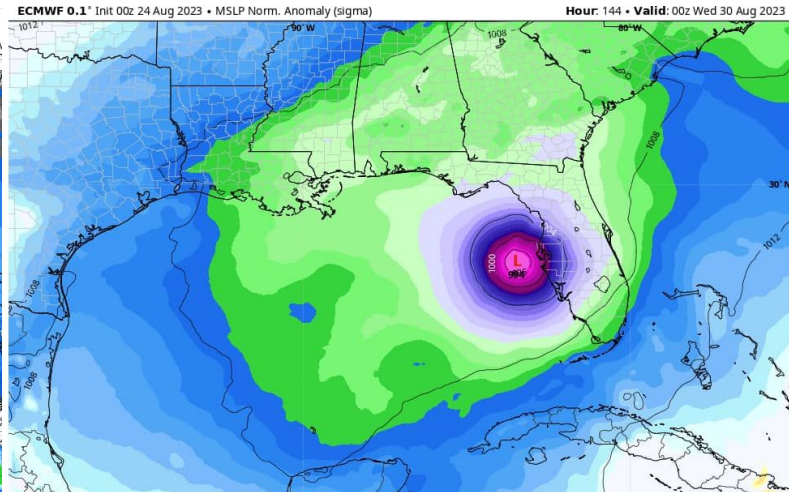 ECMWF 0.1° Init 00z 24 Aug 2023 • MSLP Norm. Anomaly (sigma) Hour: 144 • Valid: 00z Wed 30 Aug 2023
1012 90°W 1008 80°W
1008
30°N
1004
1012
1000 L
1008
1008